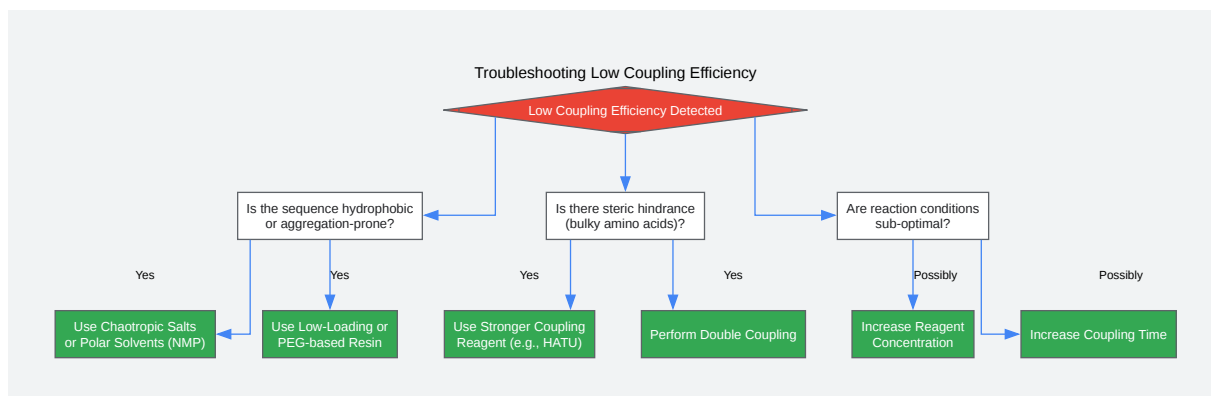 Troubleshooting Low Coupling Efficiency
Low Coupling Efficiency Detected
Is the sequence hydrophobic
or aggregation-prone?
Is there steric hindrance
(bulky amino acids)?
Are reaction conditions
sub-optimal?
Yes
Yes
Yes
Yes
Possibly
Possibly
Use Chaotropic Salts
or Polar Solvents (NMP)
Use Low-Loading or
PEG-based Resin
Use Stronger Coupling
Reagent (e.g., HATU)
Perform Double Coupling
Increase Reagent
Concentration
Increase Coupling Time